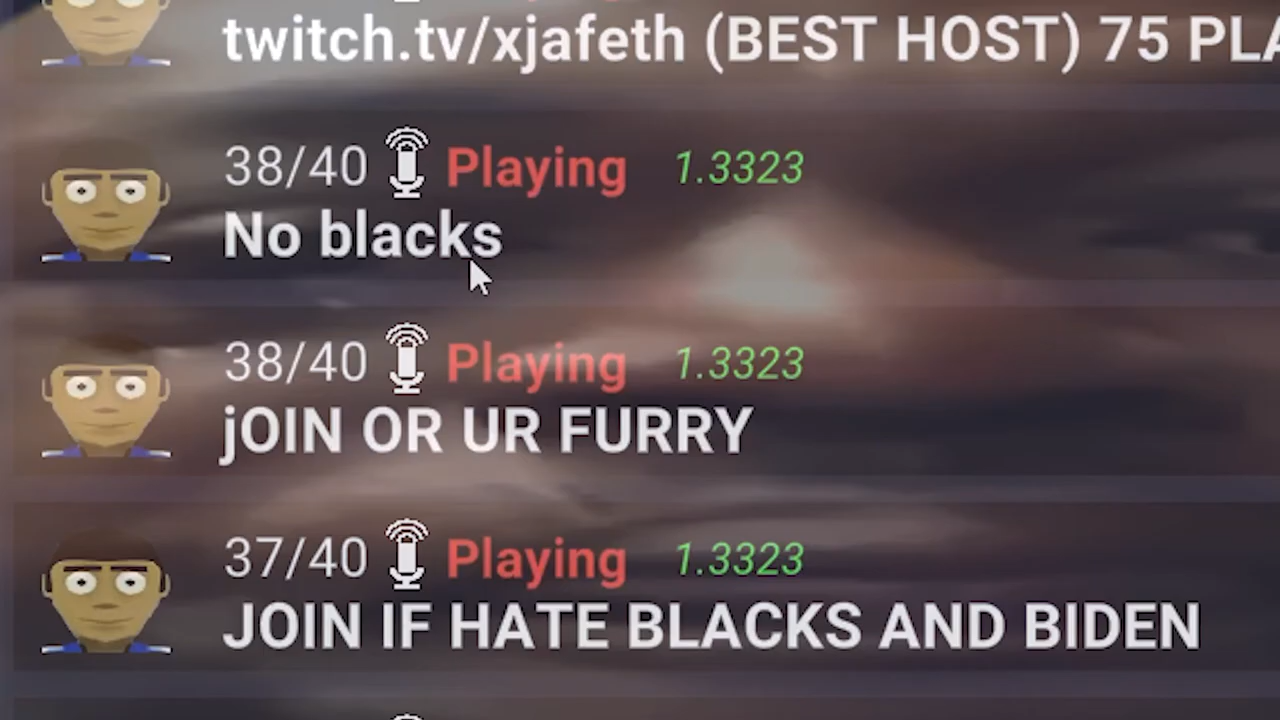 twitch.tv/xjafeth (BEST HOST) 75
38/40 Playing 1.3323
No blacks
38/40 Playing 1.3323
jOIN OR UR FURRY
37/40 Playing 1.3323
JOIN IF HATE BLACKS AND BIDEN